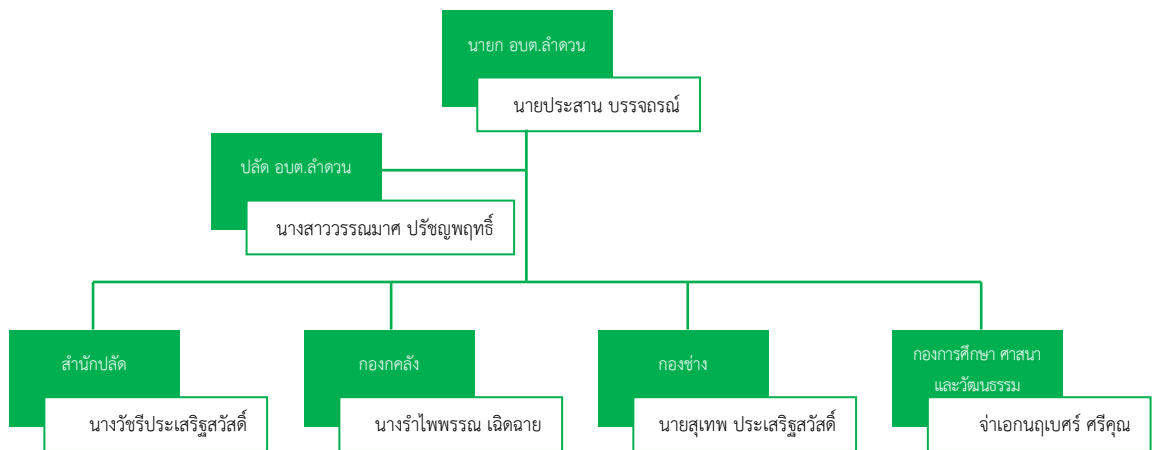 นายก อบต.ลำดวน
นายประสาน บรรจถรณ์
ปลัด อบต.ลำดวน
นางสาววรรณมาศ ปรัชญพฤทธิ์
สำนักปลัด
นางวัชรีประเสริฐสวัสดิ์
กองกคลัง
นางรำไพพรรณ เฉิดฉาย
กองช่าง
นายสุเทพ ประเสริฐสวัสดิ์
กองการศึกษา ศาสนา
และวัฒนธรรม
จ่าเอกนฤเบศร์ ศรีคุณ